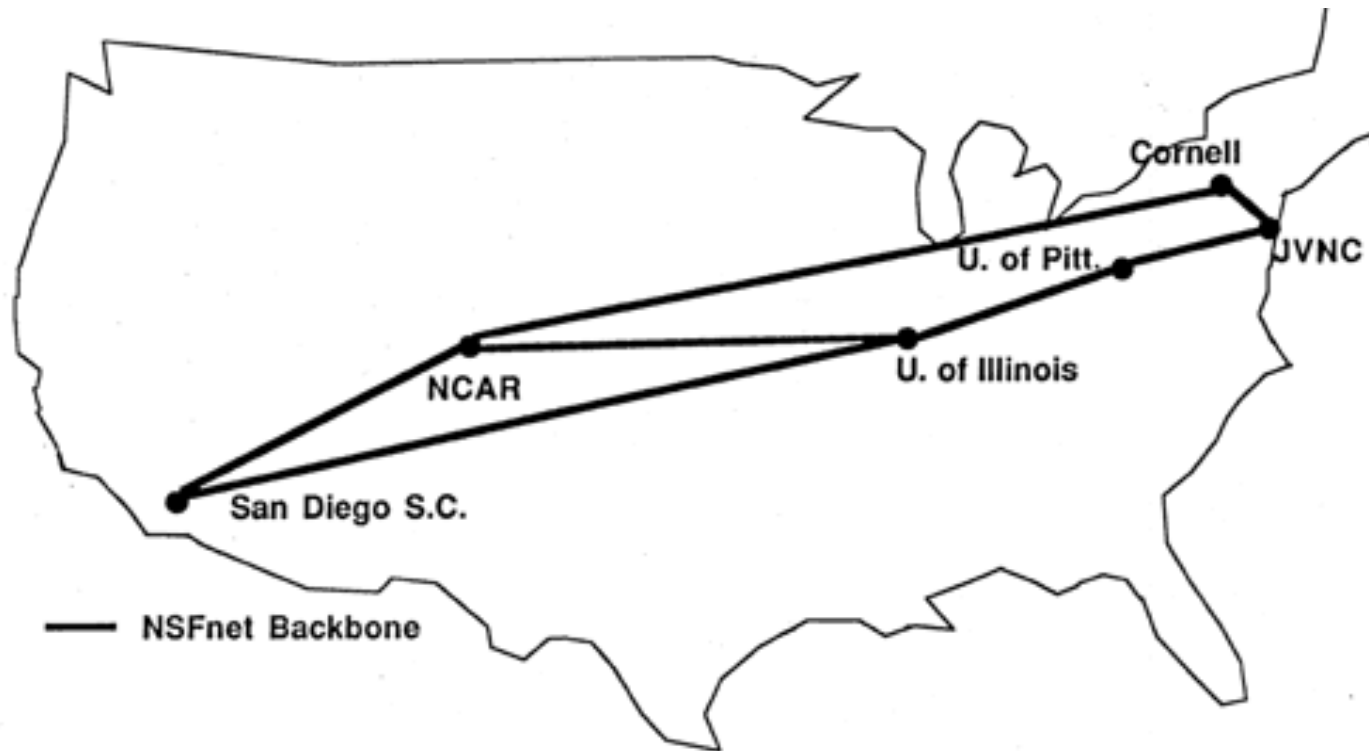 Cornell
U. of Pitt.
JVNC
U. of Illinois
NCAR
San Diego S.C.
NSFnet Backbone